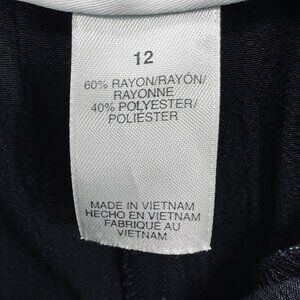 12
60% RAYON/RAYÓN/
RAYONNE
40% POLYESTER/
POLIÉSTER
MADE IN VIETNAM
HECHO EN VIETNAM
FABRIQUÉ AU
VIETNAM